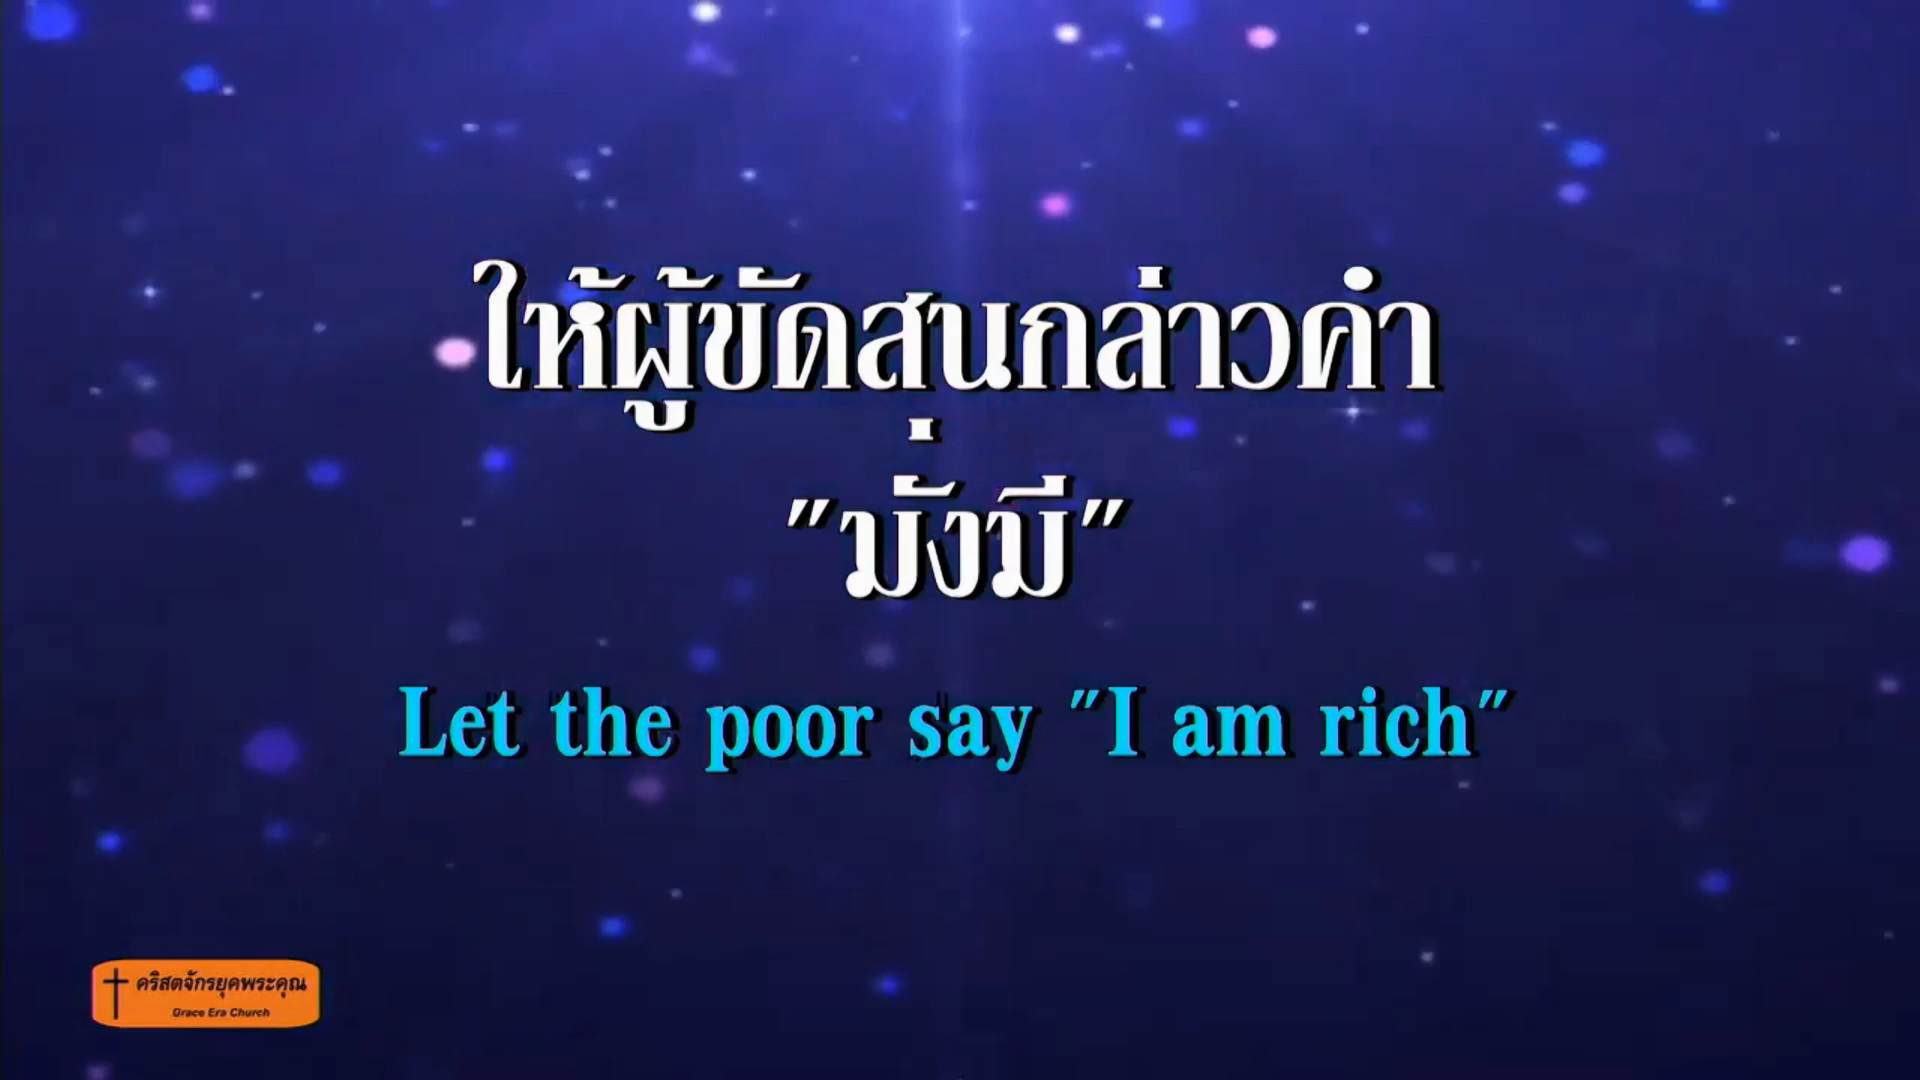 ให้ผู้ขัดสนกล่าวคำ
"มั่งมี"
Let the poor say "I am rich"
คริสตจักรยุคพระคุณ
Grace Era Church